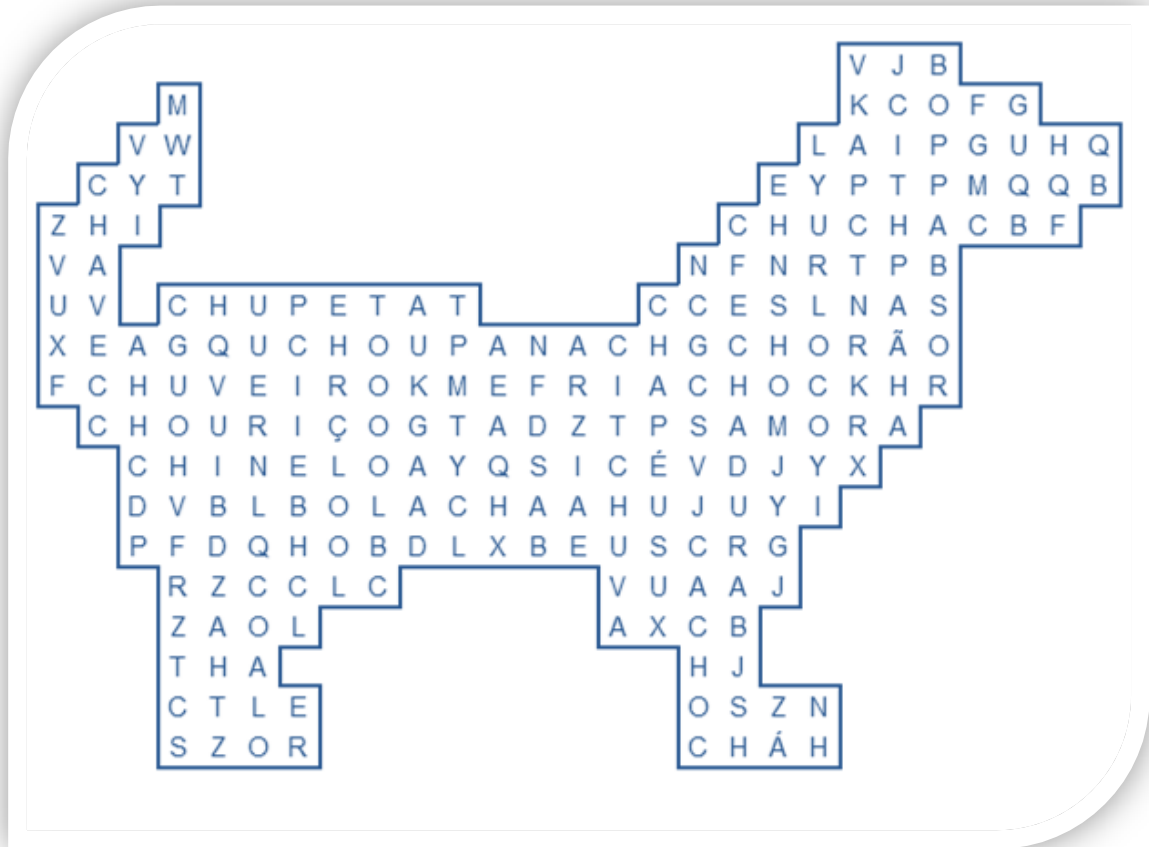 V J B
M K C O F G
V W L A I P G U H Q
C Y T E Y P T P M Q Q B
Z H I C H U C H A C B F
V A N F N R T P B
U V C H U P E T A T C C E S L N A S
X E A G Q U C H O U P A N A C H G C H O R Ã O
F C H U V E I R O K M E F R I A C H O C K H R
C H O U R I Ç O G T A D Z T P S A M O R A
C H I N E L O A Y Q S I C É V D J Y X
D V B L B O L A C H A A H U J U Y I
P F D Q H O B D L X B E U S C R G
R Z C C L C V U A A J
Z A O L A X C B
T H A H J
C T L E O S Z N
S Z O R C H Á H